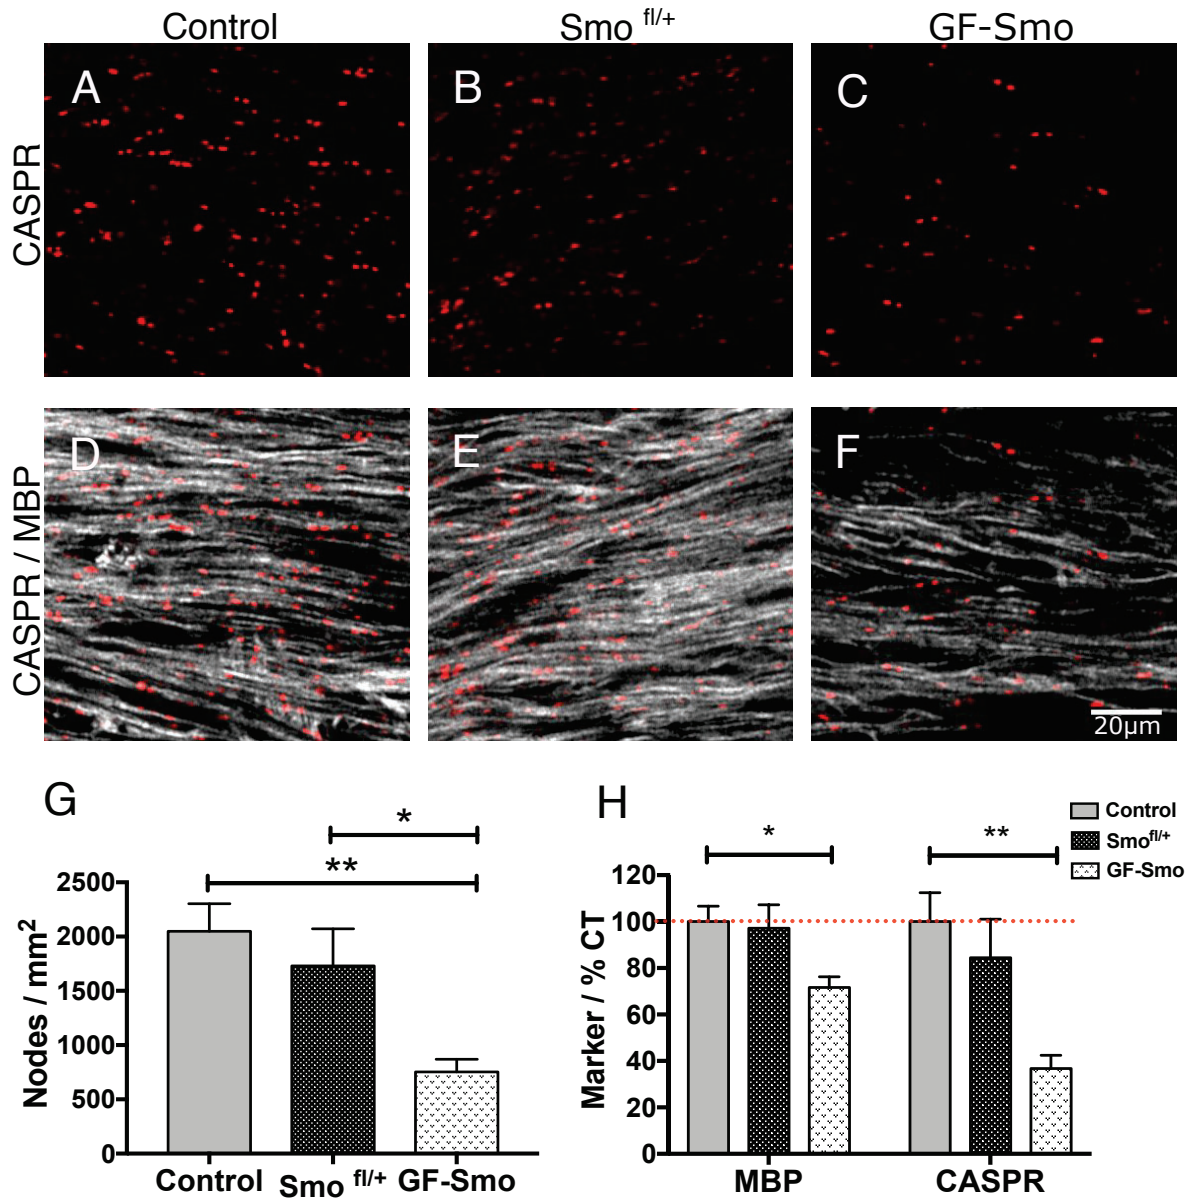 Control Smo fl/+ GF-Smo
CASPR
A B C
CASPR / MBP
D E F
20µm
G
*
**
Nodes / mm2
2500
2000
1500
1000
500
0
Control Smo fl/+ GF-Smo
H
Control
Smofl/+
GF-Smo
* **
Marker / % CT
120
100
80
60
40
20
0
MBP CASPR